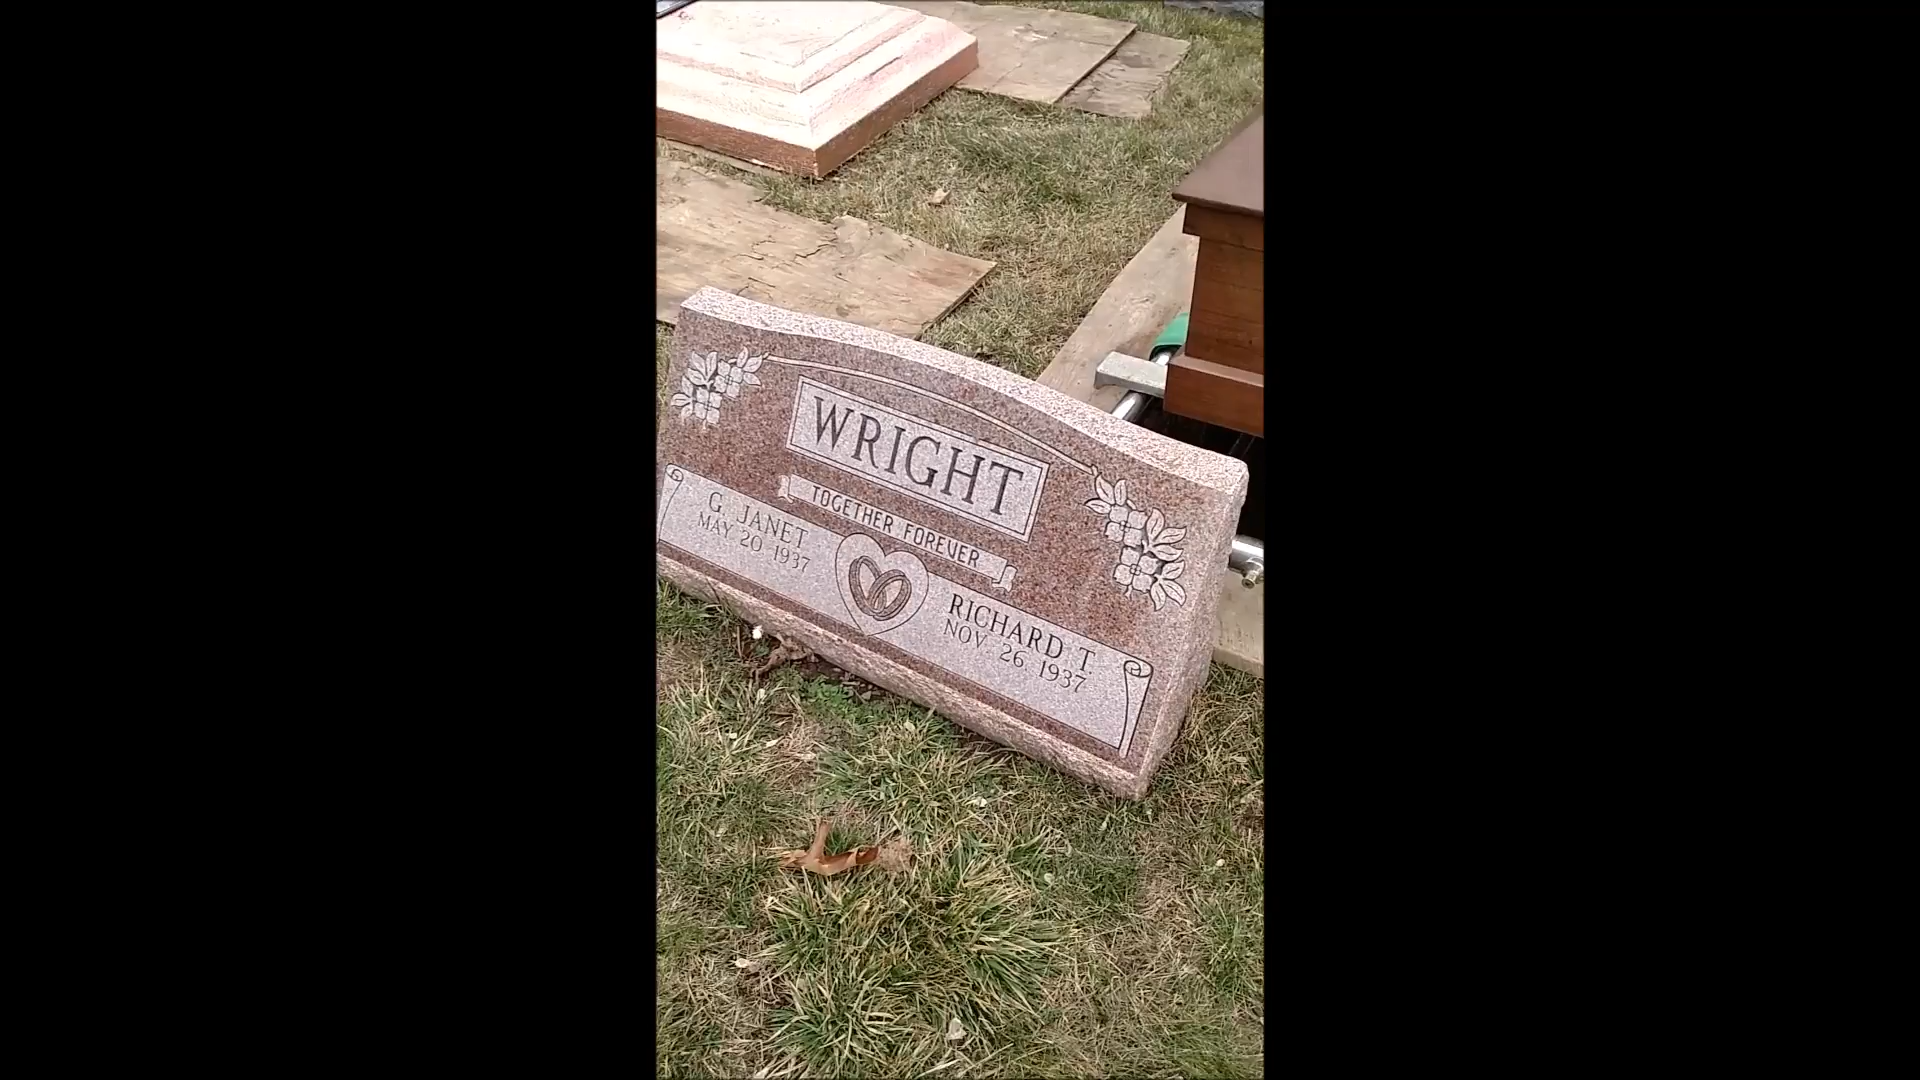 WRIGHT
TOGETHER FOREVER
G. JANET
MAY 20 1937
RICHARD T.
NOV. 26, 1937